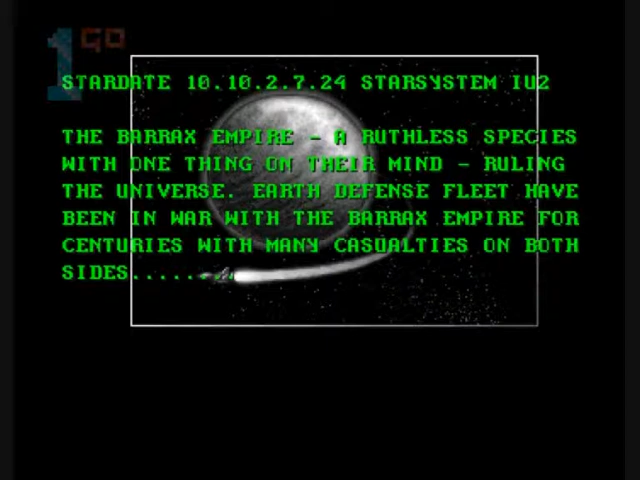 1GO
STARDATE 10.10.2.7.24 STARSYSTEM IU2
THE BARRAX EMPIRE - A RUTHLESS SPECIES
WITH ONE THING ON THEIR MIND - RULING
THE UNIVERSE. EARTH DEFENSE FLEET HAVE
BEEN IN WAR WITH THE BARRAX EMPIRE FOR
CENTURIES WITH MANY CASUALTIES ON BOTH
SIDES........